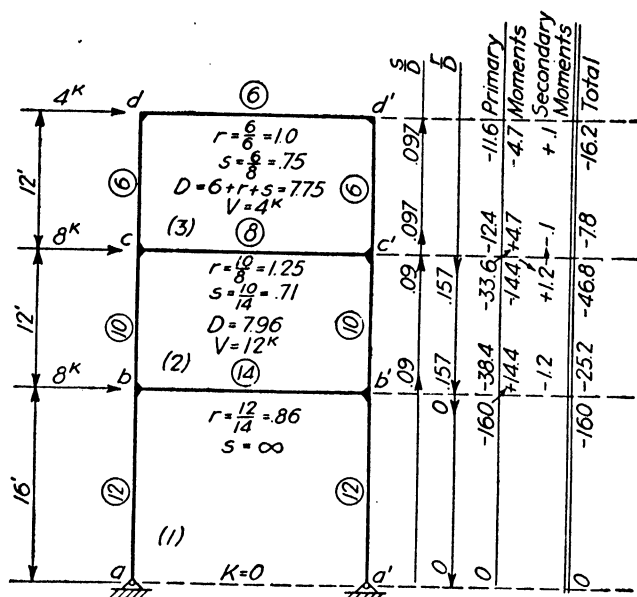 4K
d
6
d'
r = 6/6 = 1.0
s = 6/8 = .75
D = 6+r+s = 7.75
V = 4K
12'
6
6
(3)
8K
c
8
c'
r = 10/8 = 1.25
s = 10/14 = .71
D = 7.96
V = 12K
12'
10
10
(2)
8K
b
14
b'
r = 12/14 = .86
s = ∞
16'
12
12
(1)
a
K=0
a'
S/D
.097
.097
.09
.09
r/D
.157
.157
0
0
Primary
-11.6
-12.4
-33.6
-38.4
-160
0
Moments
-4.7
+4.7
-14.4
+14.4
Secondary
Moments
+.1
-.1
+1.2
-1.2
Total
-16.2
-7.8
-46.8
-25.2
-160
0